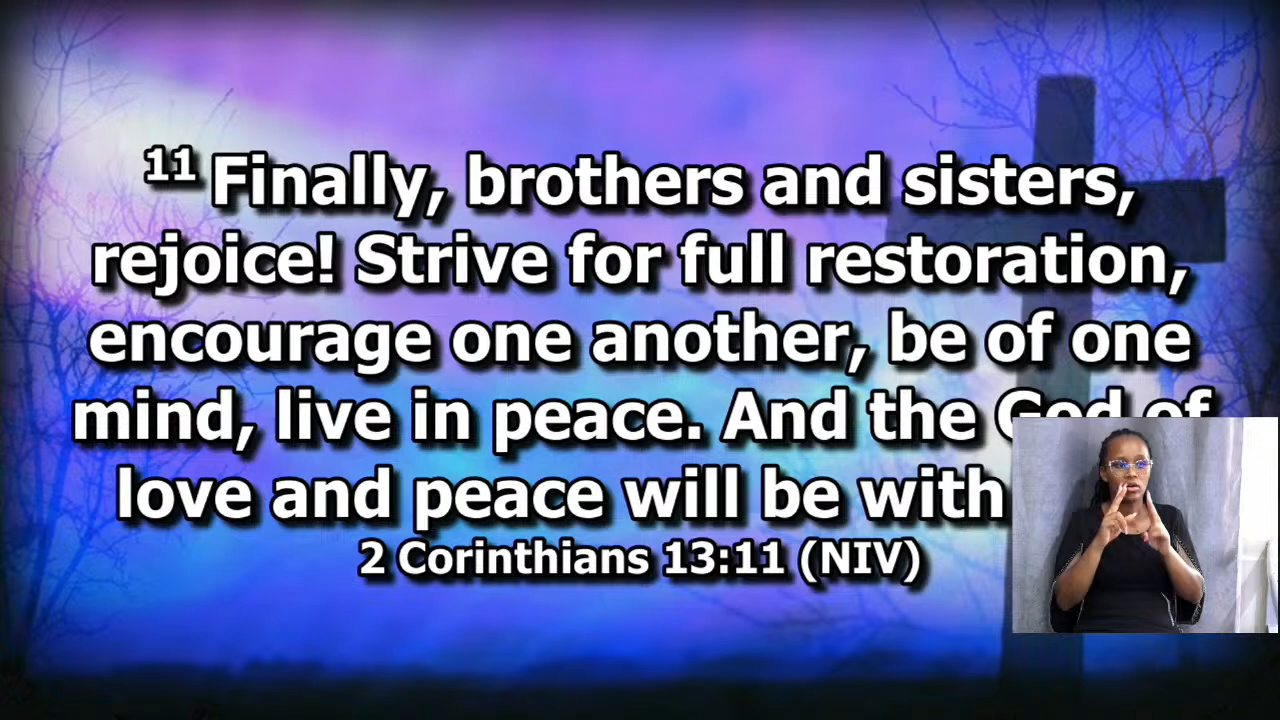 11 Finally, brothers and sisters,
rejoice! Strive for full restoration,
encourage one another, be of one
mind, live in peace. And the God of
love and peace will be with
2 Corinthians 13:11 (NIV)